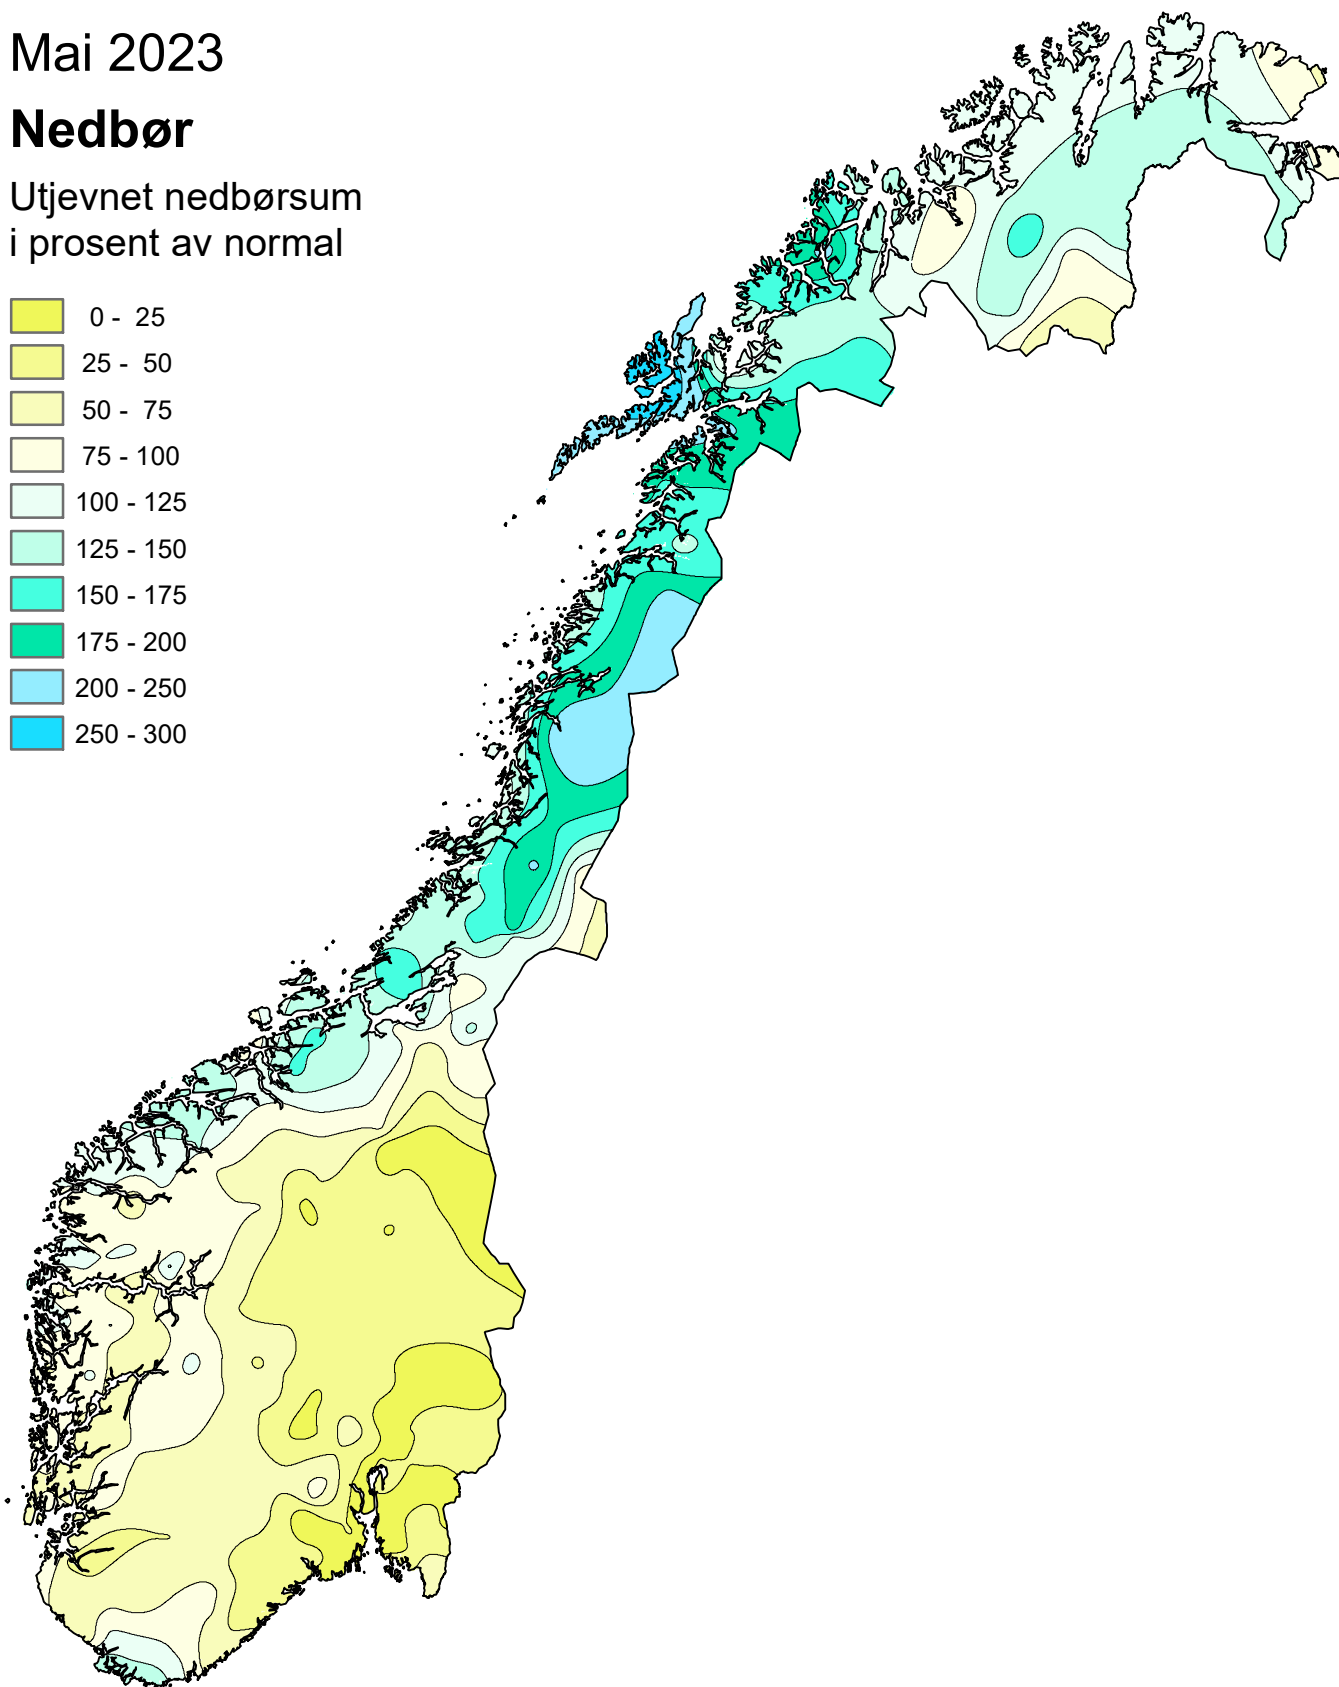 Mai 2023
Nedbør
Utjevnet nedbørsum
i prosent av normal
0 - 25
25 - 50
50 - 75
75 - 100
100 - 125
125 - 150
150 - 175
175 - 200
200 - 250
250 - 300